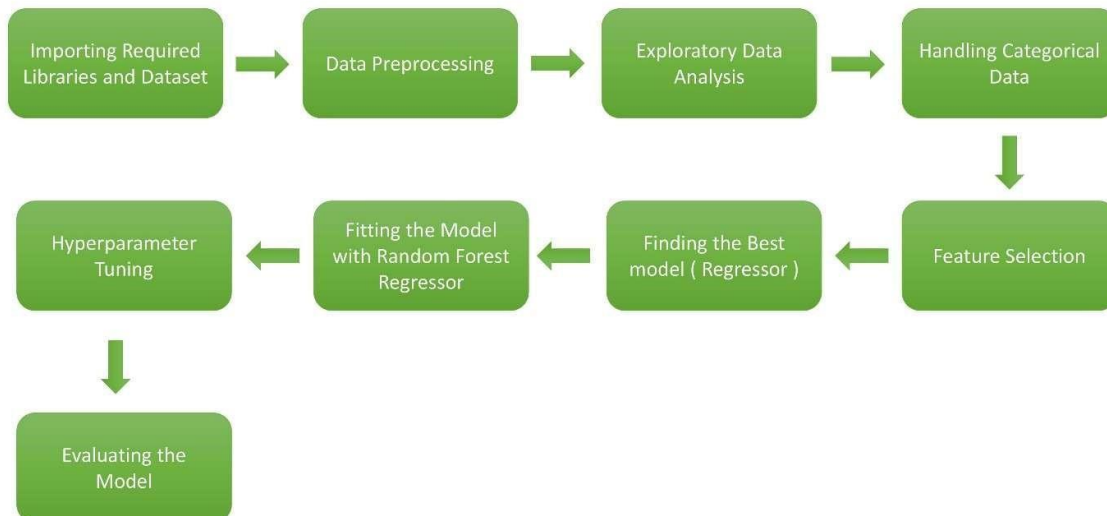 Importing Required
Libraries and Dataset
Data Preprocessing
Exploratory Data
Analysis
Handling Categorical
Data
Feature Selection
Finding the Best
model ( Regressor )
Fitting the Model
with Random Forest
Regressor
Hyperparameter
Tuning
Evaluating the
Model